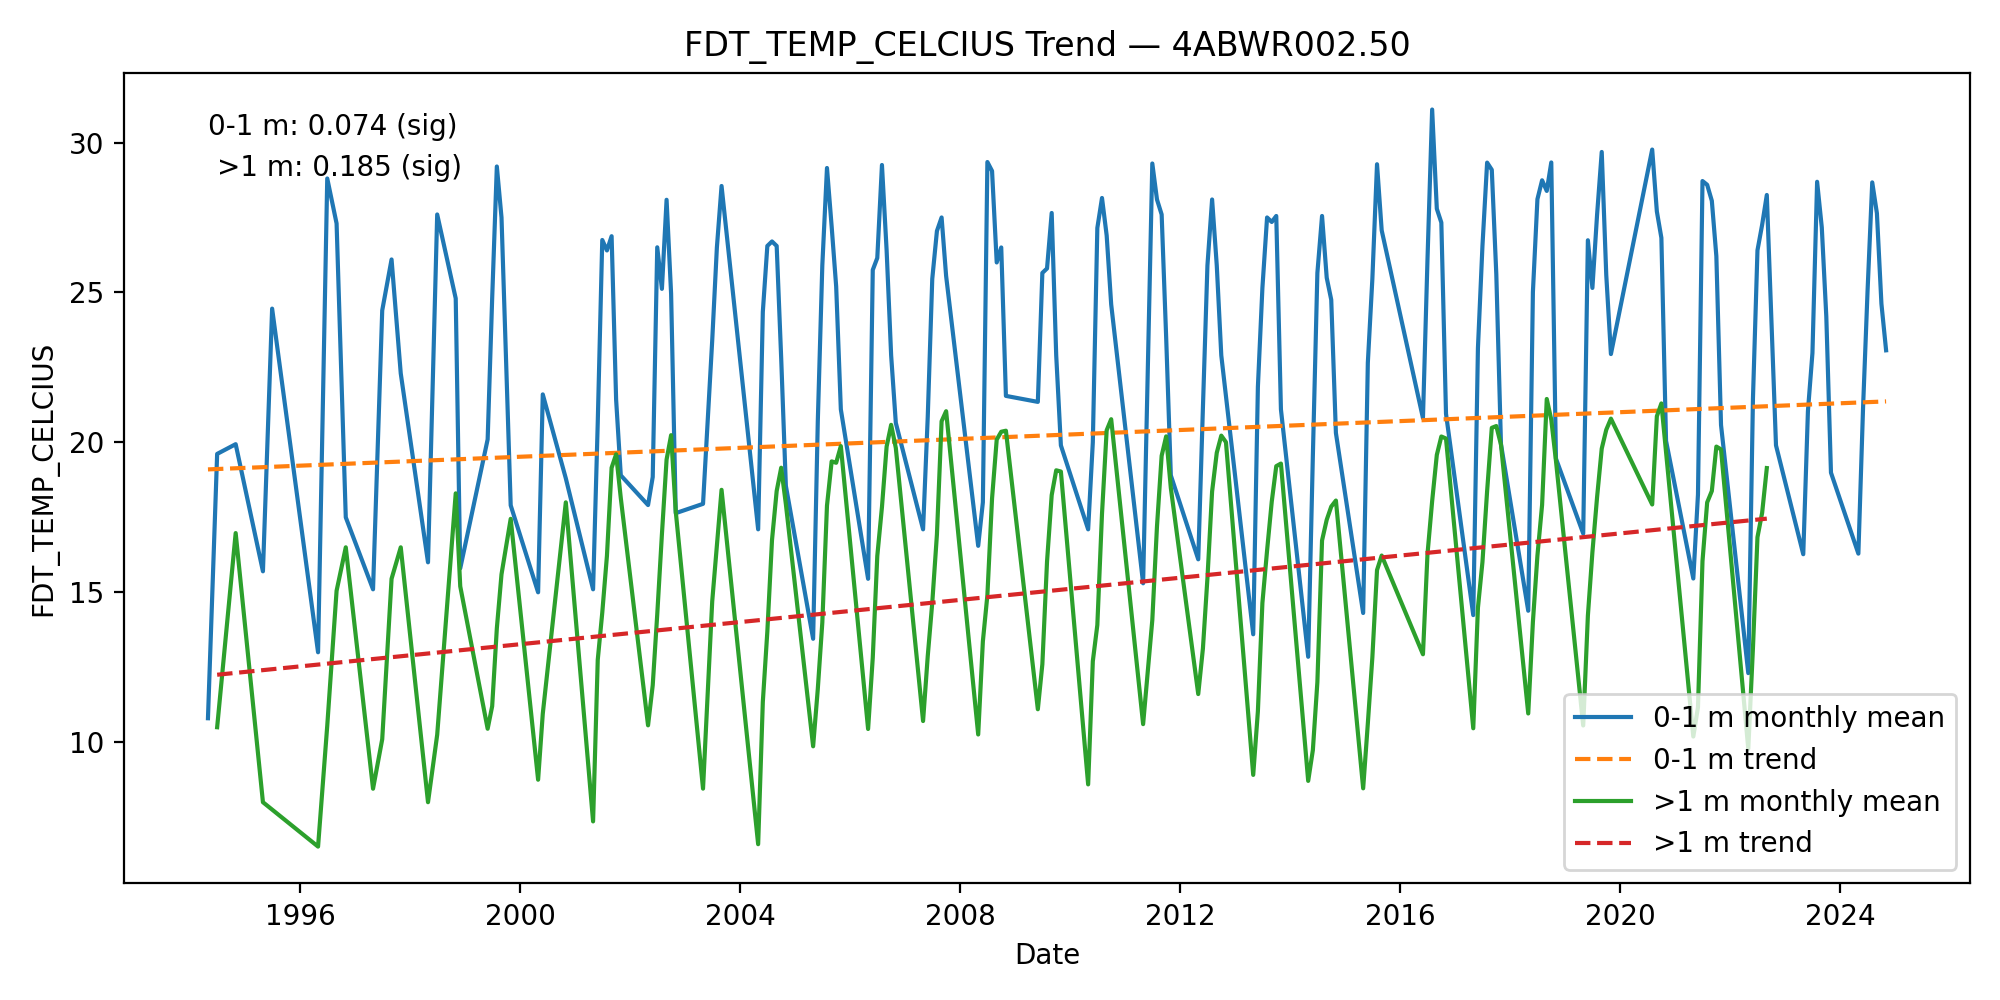 FDT_TEMP_CELCIUS Trend — 4ABWR002.50
0-1 m: 0.074 (sig)
>1 m: 0.185 (sig)
FDT_TEMP_CELCIUS
30
25
20
15
10
0-1 m monthly mean
0-1 m trend
>1 m monthly mean
>1 m trend
1996
2000
2004
2008
2012
2016
2020
2024
Date